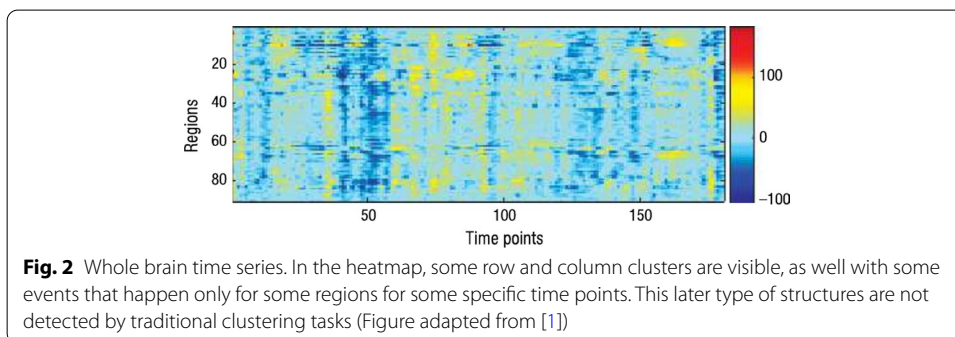 20
40
60
80
Regions
50
100
150
Time points
100
0
–100
Fig. 2 Whole brain time series. In the heatmap, some row and column clusters are visible, as well with some
events that happen only for some regions for some specific time points. This later type of structures are not
detected by traditional clustering tasks (Figure adapted from [1])